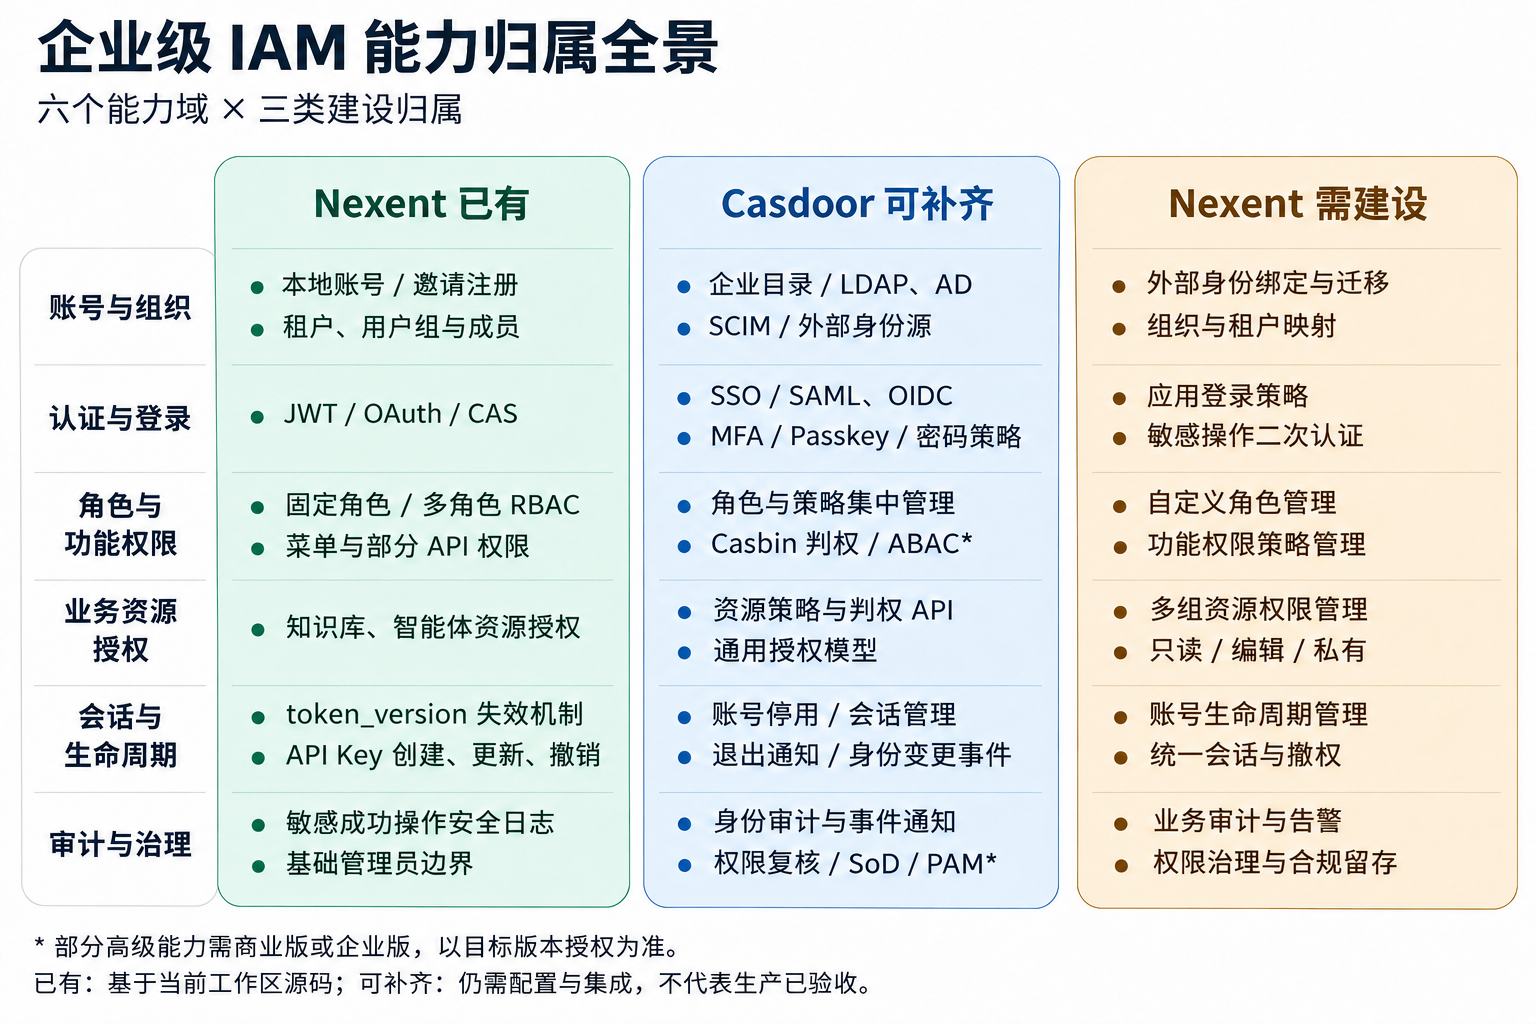 企业级 IAM 能力归属全景
六个能力域 × 三类建设归属
Nexent 已有
Casdoor 可补齐
Nexent 需建设
账号与组织
• 本地账号 / 邀请注册
• 租户、用户组与成员
• 企业目录 / LDAP、AD
• SCIM / 外部身份源
• 外部身份绑定与迁移
• 组织与租户映射
认证与登录
• JWT / OAuth / CAS
• SSO / SAML、OIDC
• MFA / Passkey / 密码策略
• 应用登录策略
• 敏感操作二次认证
角色与
功能权限
• 固定角色 / 多角色 RBAC
• 菜单与部分 API 权限
• 角色与策略集中管理
• Casbin 判权 / ABAC*
• 自定义角色管理
• 功能权限策略管理
业务资源
授权
• 知识库、智能体资源授权
• 资源策略与判权 API
• 通用授权模型
• 多组资源权限管理
• 只读 / 编辑 / 私有
会话与
生命周期
• token_version 失效机制
• API Key 创建、更新、撤销
• 账号停用 / 会话管理
• 退出通知 / 身份变更事件
• 账号生命周期管理
• 统一会话与撤权
审计与治理
• 敏感成功操作安全日志
• 基础管理员边界
• 身份审计与事件通知
• 权限复核 / SoD / PAM*
• 业务审计与告警
• 权限治理与合规留存
* 部分高级能力需商业版或企业版，以目标版本授权为准。
已有：基于当前工作区源码；可补齐：仍需配置与集成，不代表生产已验收。